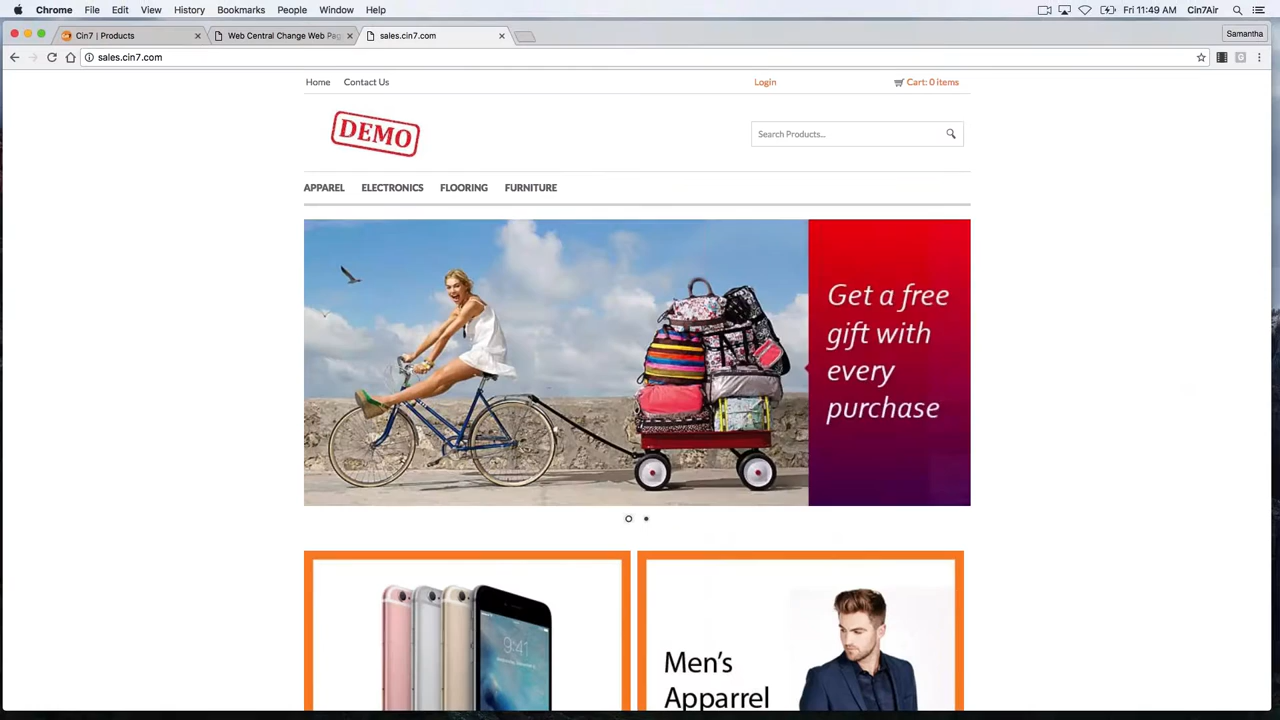 Chrome File Edit View History Bookmarks People Window Help Fri 11:49 AM Cin7Air
Cin7 | Products Web Central Change Web Pag sales.cin7.com Samantha
sales.cin7.com
Home Contact Us Login Cart: 0 items
DEMO
Search Products...
APPAREL ELECTRONICS FLOORING FURNITURE
Get a free
gift with
every
purchase
9:41
Men's
Apparrel